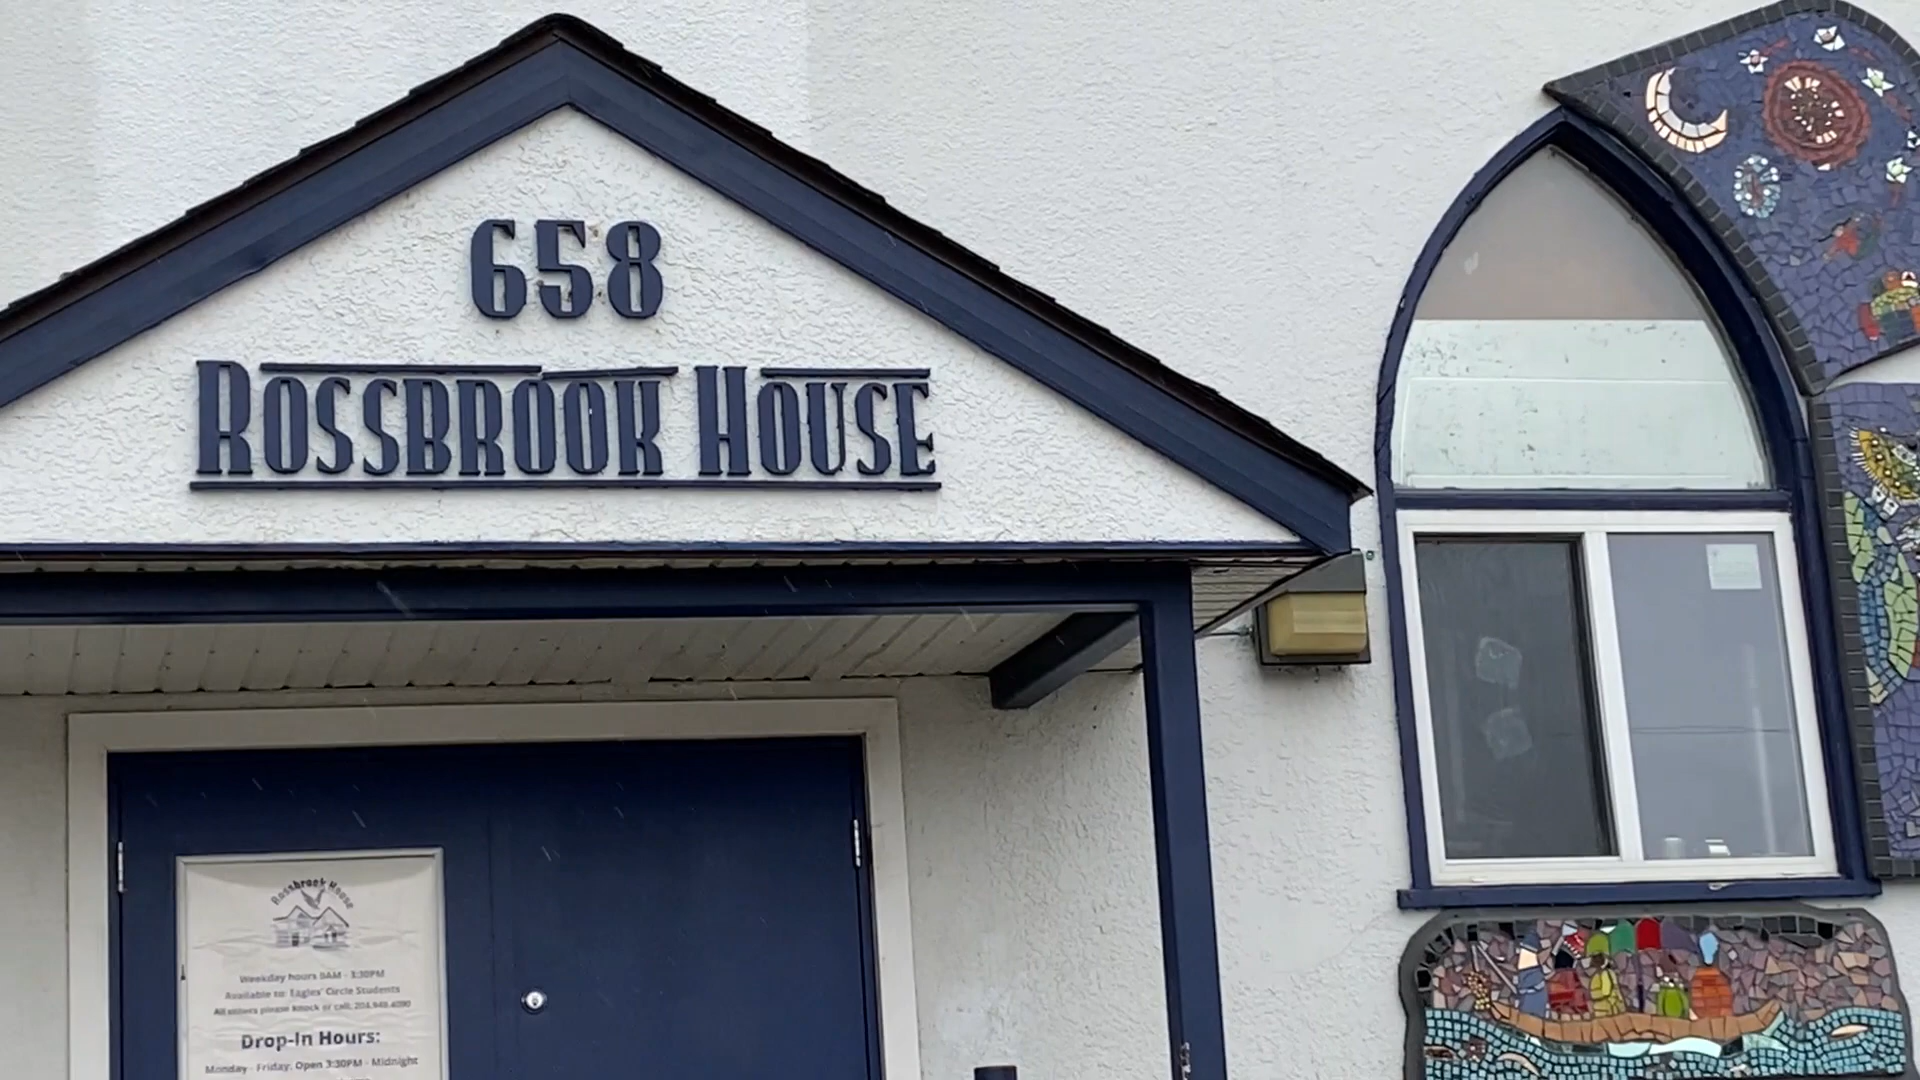 658
ROSSBROOK HOUSE
Rossbrook House
Weekday hours 9AM - 3:30PM
Available to: Eagles' Circle Students
All others please knock or call: 204.949.4090
Drop-In Hours:
Monday - Friday: Open 3:30PM - Midnight